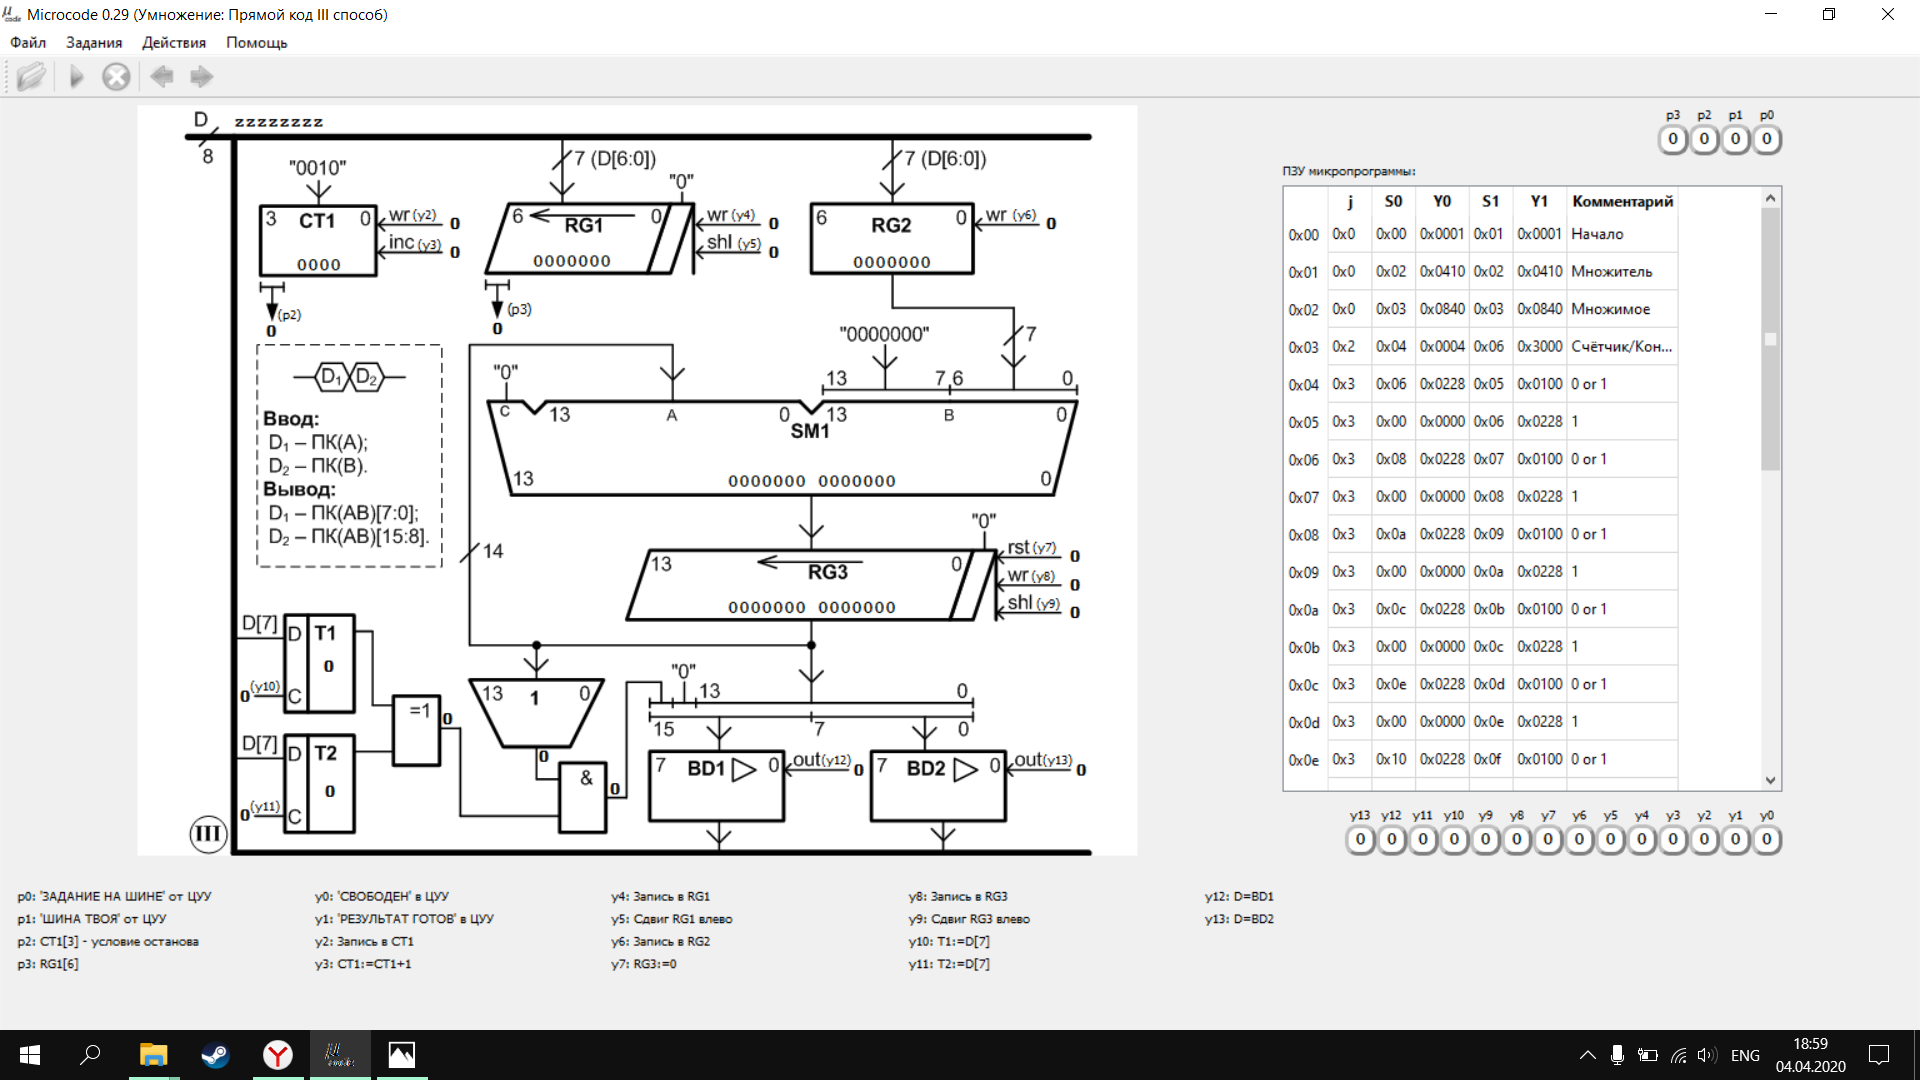 Microcode 0.29 (Умножение: Прямой код III способ)
Файл Задания Действия Помощь
D zzzzzzzz
8
"0010"
3 CT1 0
0000
wr (y2) 0
inc (y3) 0
(p2)
0
7 (D[6:0])
"0"
6 RG1 0
0000000
wr (y4) 0
shl (y5) 0
(p3)
0
7 (D[6:0])
6 RG2 0
0000000
wr (y6) 0
7
"0000000"
13 7 6 0
"0"
C 13 A 0 13 B 0
SM1
13 0000000 0000000 0
D₁ D₂
Ввод:
D₁ – ПК(A);
D₂ – ПК(B).
Вывод:
D₁ – ПК(AB)[7:0];
D₂ – ПК(AB)[15:8].
14
"0"
13 RG3 0
0000000 0000000
rst (y7) 0
wr (y8) 0
shl (y9) 0
D[7] D T1
0
0 (y10) C
D[7] D T2
0
0 (y11) C
=1 0
13 1 0
0
& 0
"0" 13 0
15 7 0
7 BD1 0 out (y12) 0
7 BD2 0 out (y13) 0
III
p3 p2 p1 p0
0 0 0 0
ПЗУ микропрограммы:
j S0 Y0 S1 Y1 Комментарий
0x00 0x0 0x00 0x0001 0x01 0x0001 Начало
0x01 0x0 0x02 0x0410 0x02 0x0410 Множитель
0x02 0x0 0x03 0x0840 0x03 0x0840 Множимое
0x03 0x2 0x04 0x0004 0x06 0x3000 Счётчик/Кон...
0x04 0x3 0x06 0x0228 0x05 0x0100 0 or 1
0x05 0x3 0x00 0x0000 0x06 0x0228 1
0x06 0x3 0x08 0x0228 0x07 0x0100 0 or 1
0x07 0x3 0x00 0x0000 0x08 0x0228 1
0x08 0x3 0x0a 0x0228 0x09 0x0100 0 or 1
0x09 0x3 0x00 0x0000 0x0a 0x0228 1
0x0a 0x3 0x0c 0x0228 0x0b 0x0100 0 or 1
0x0b 0x3 0x00 0x0000 0x0c 0x0228 1
0x0c 0x3 0x0e 0x0228 0x0d 0x0100 0 or 1
0x0d 0x3 0x00 0x0000 0x0e 0x0228 1
0x0e 0x3 0x10 0x0228 0x0f 0x0100 0 or 1
y13 y12 y11 y10 y9 y8 y7 y6 y5 y4 y3 y2 y1 y0
0 0 0 0 0 0 0 0 0 0 0 0 0 0
p0: 'ЗАДАНИЕ НА ШИНЕ' от ЦУУ
p1: 'ШИНА ТВОЯ' от ЦУУ
p2: CT1[3] - условие останова
p3: RG1[6]
y0: 'СВОБОДЕН' в ЦУУ
y1: 'РЕЗУЛЬТАТ ГОТОВ' в ЦУУ
y2: Запись в CT1
y3: CT1:=CT1+1
y4: Запись в RG1
y5: Сдвиг RG1 влево
y6: Запись в RG2
y7: RG3:=0
y8: Запись в RG3
y9: Сдвиг RG3 влево
y10: T1:=D[7]
y11: T2:=D[7]
y12: D=BD1
y13: D=BD2
ENG
18:59
04.04.2020